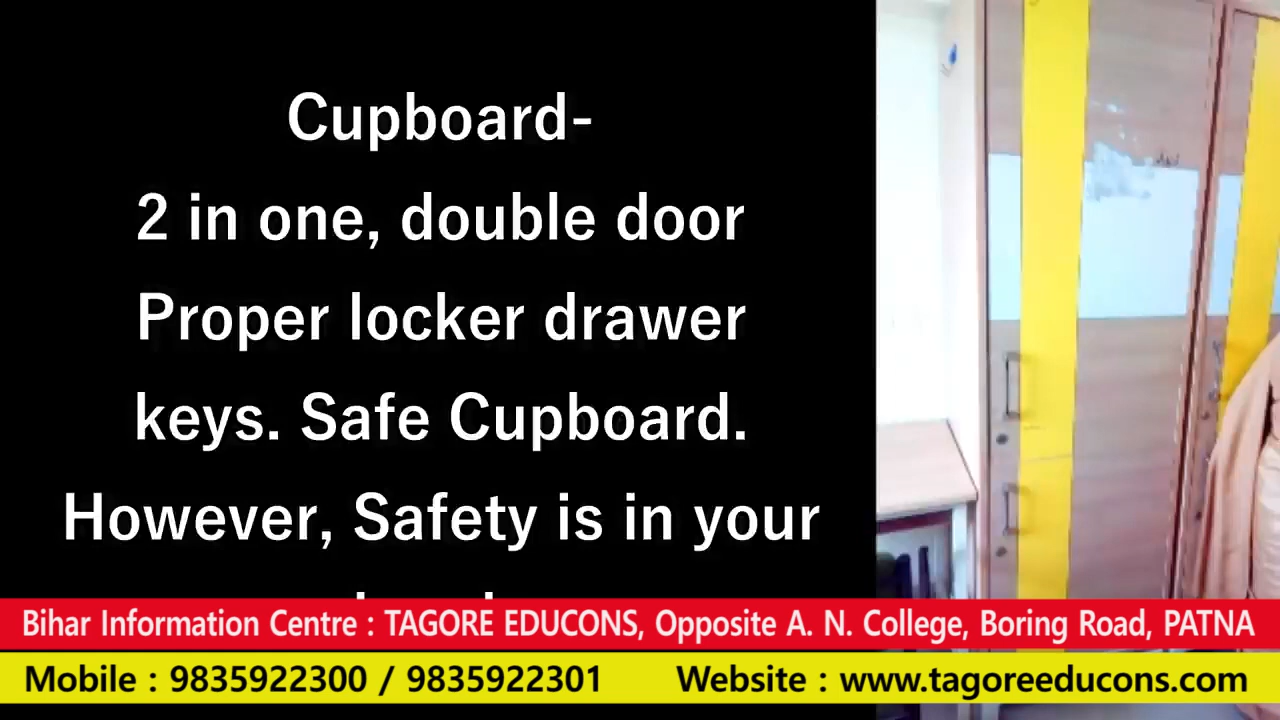 Cupboard-
2 in one, double door
Proper locker drawer
keys. Safe Cupboard.
However, Safety is in your
Bihar Information Centre : TAGORE EDUCONS, Opposite A. N. College, Boring Road, PATNA
Mobile : 9835922300 / 9835922301 Website : www.tagoreeducons.com